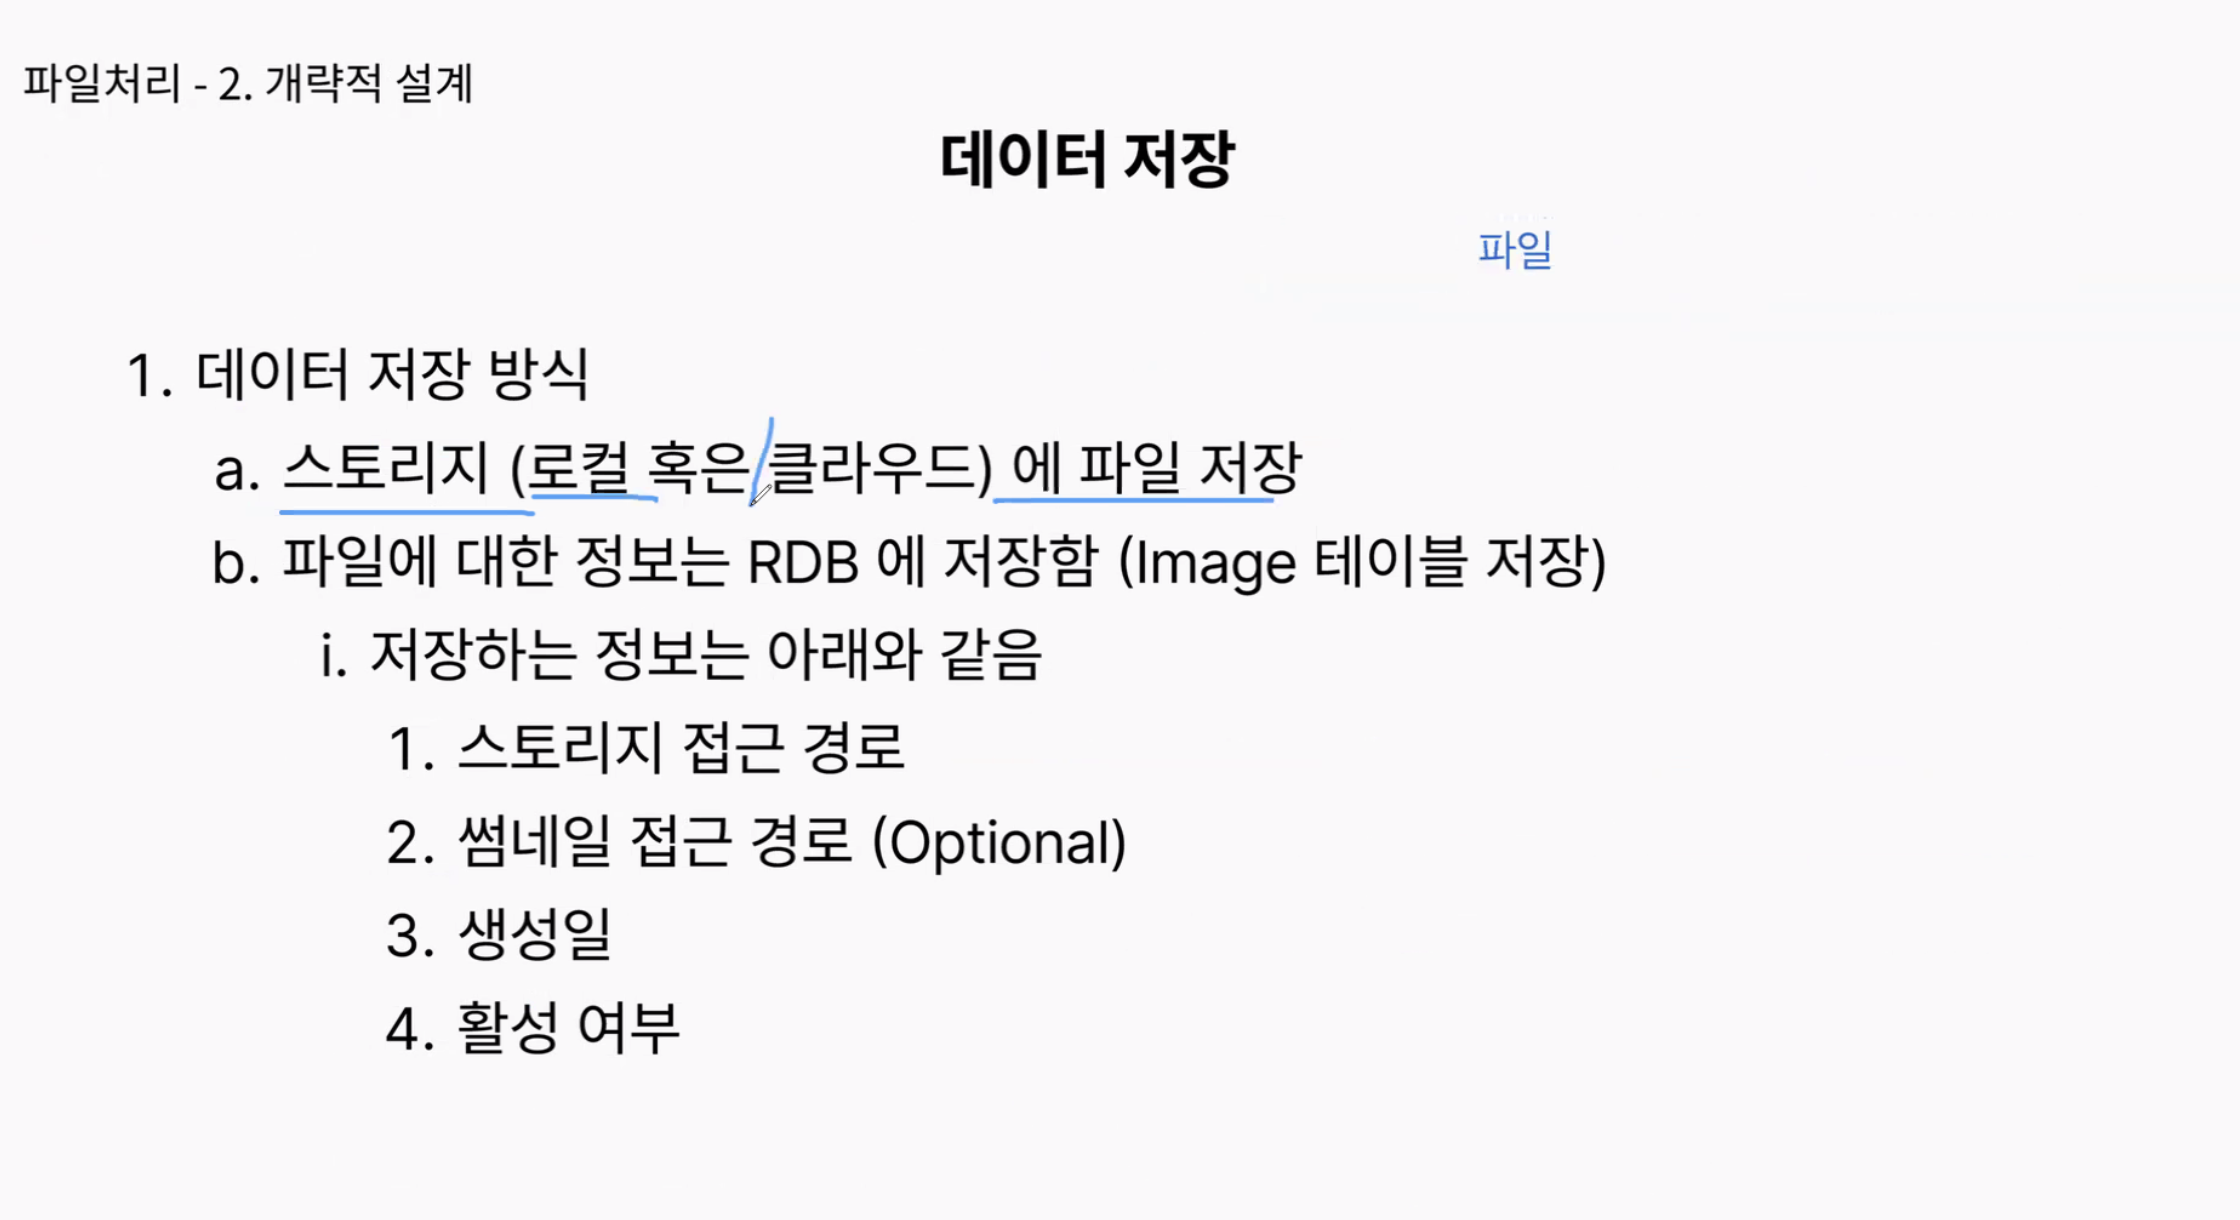 파일처리 - 2. 개략적 설계
데이터 저장
파일
1. 데이터 저장 방식
a. 스토리지 (로컬 혹은 클라우드) 에 파일 저장
b. 파일에 대한 정보는 RDB 에 저장함 (Image 테이블 저장)
i. 저장하는 정보는 아래와 같음
1. 스토리지 접근 경로
2. 썸네일 접근 경로 (Optional)
3. 생성일
4. 활성 여부